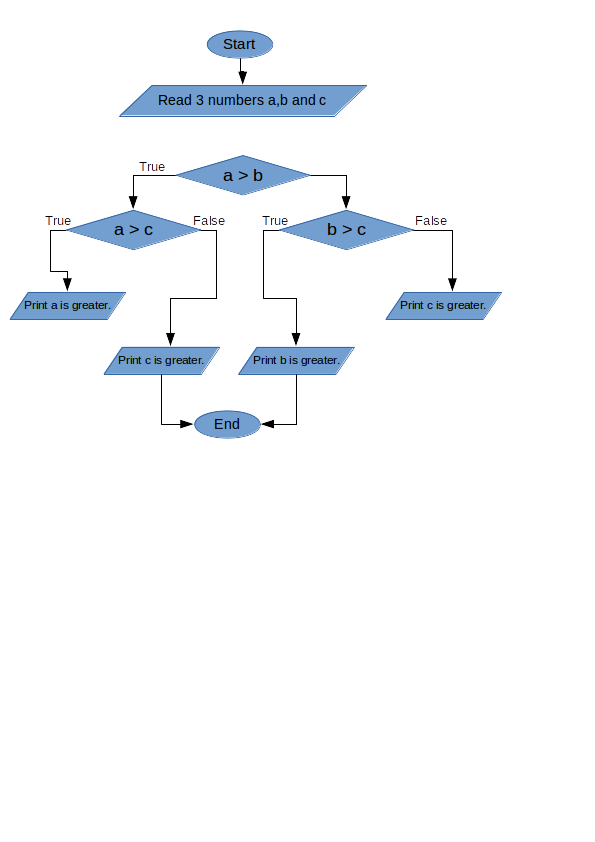 Start
Read 3 numbers a,b and c
True
a > b
True
a > c
False
True
b > c
False
Print a is greater.
Print c is greater.
Print c is greater.
Print b is greater.
End